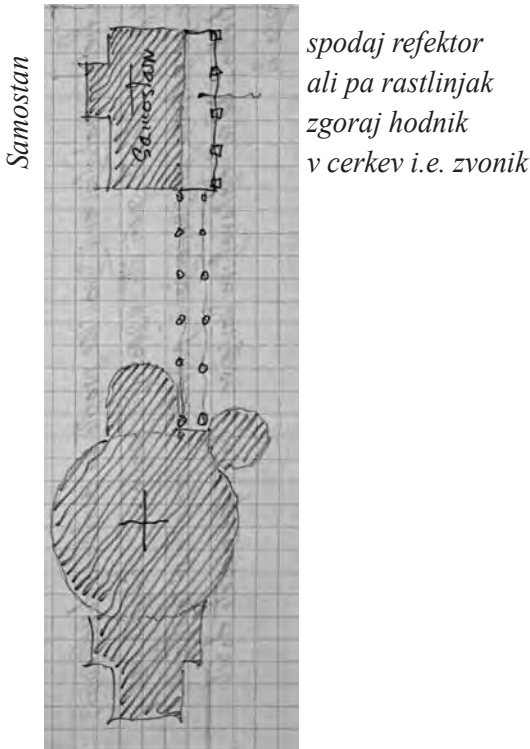 Samostan
spodaj refektor
ali pa rastlinjak
zgoraj hodnik
v cerkev i.e. zvonik
Samostan